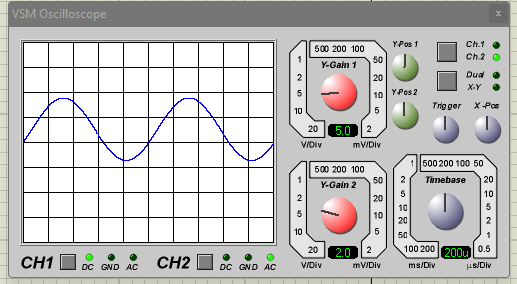 VSM Oscilloscope x
500 200 100
1 50
Y-Gain 1
2 20
5 10
10 5
20 5.0 2
V/Div mV/Div
Y-Pos 1
Y-Pos 2
Ch.1
Ch.2
Dual
X-Y
Trigger X -Pos
500 200 100
1 50
Y-Gain 2
2 20
5 10
10 5
20 2.0 2
V/Div mV/Div
500 200 100 50
1 20
Timebase
2 10
5 5
10
20 2
50 1
100 200 200u 0.5
ms/Div µs/Div
CH1 DC GND AC CH2 DC GND AC